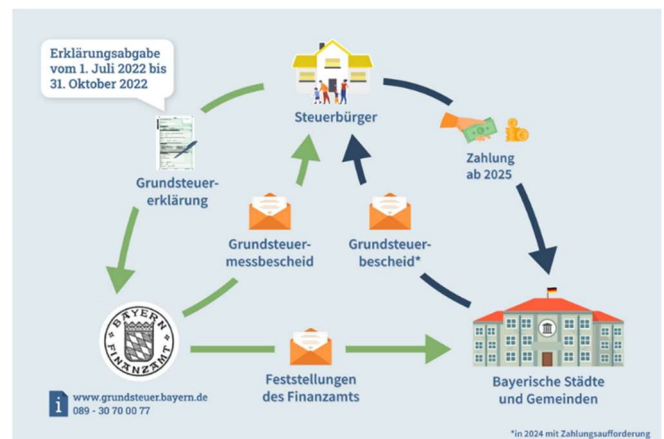 Erklärungsabgabe
vom 1. Juli 2022 bis
31. Oktober 2022
Steuerbürger
Zahlung
ab 2025
Grundsteuer-
erklärung
Grundsteuer-
messbescheid
Grundsteuer-
bescheid*
BAYERN
FINANZAMT
Feststellungen
des Finanzamts
Bayerische Städte
und Gemeinden
i
www.grundsteuer.bayern.de
089 - 30 70 00 77
*in 2024 mit Zahlungsaufforderung